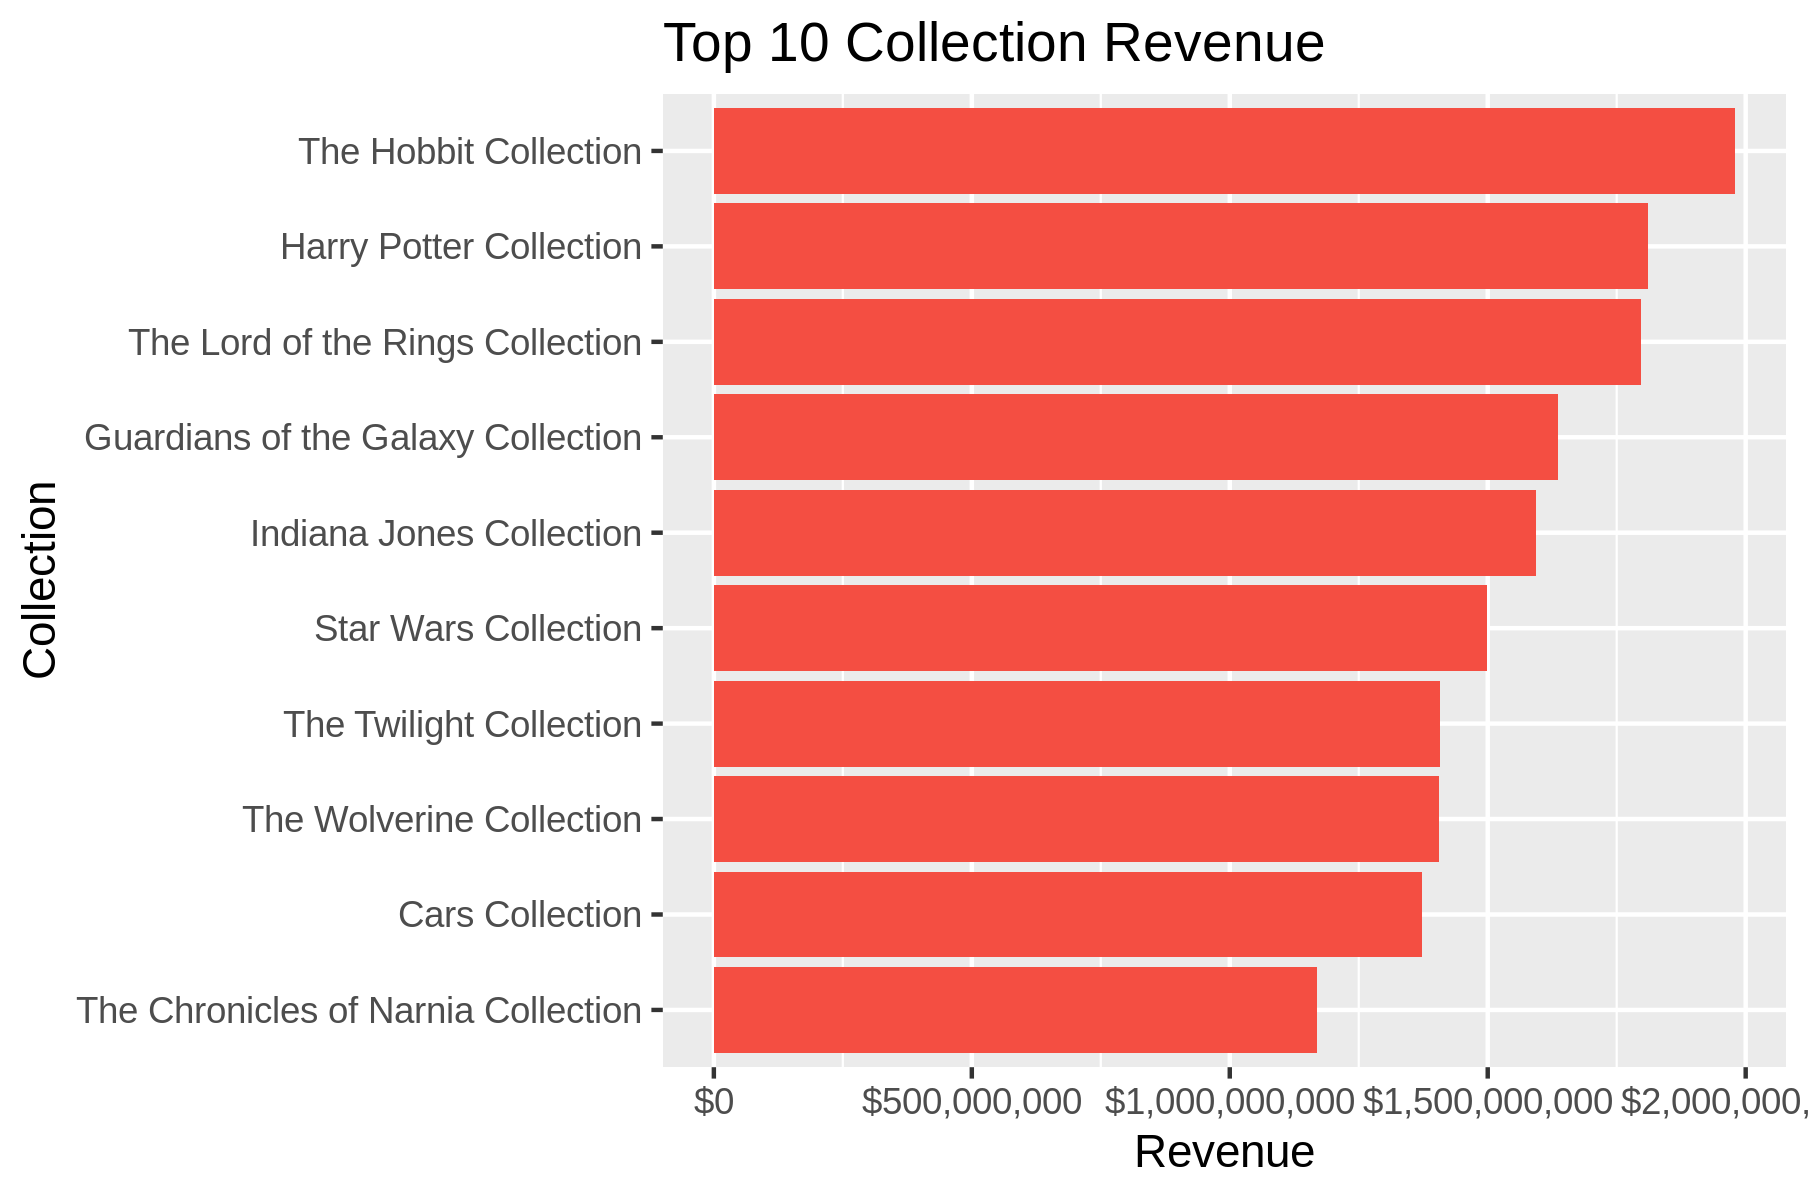 Top 10 Collection Revenue
The Hobbit Collection
Harry Potter Collection
The Lord of the Rings Collection
Guardians of the Galaxy Collection
Indiana Jones Collection
Star Wars Collection
The Twilight Collection
The Wolverine Collection
Cars Collection
The Chronicles of Narnia Collection
Collection
$0 $500,000,000 $1,000,000,000 $1,500,000,000 $2,000,000,
Revenue